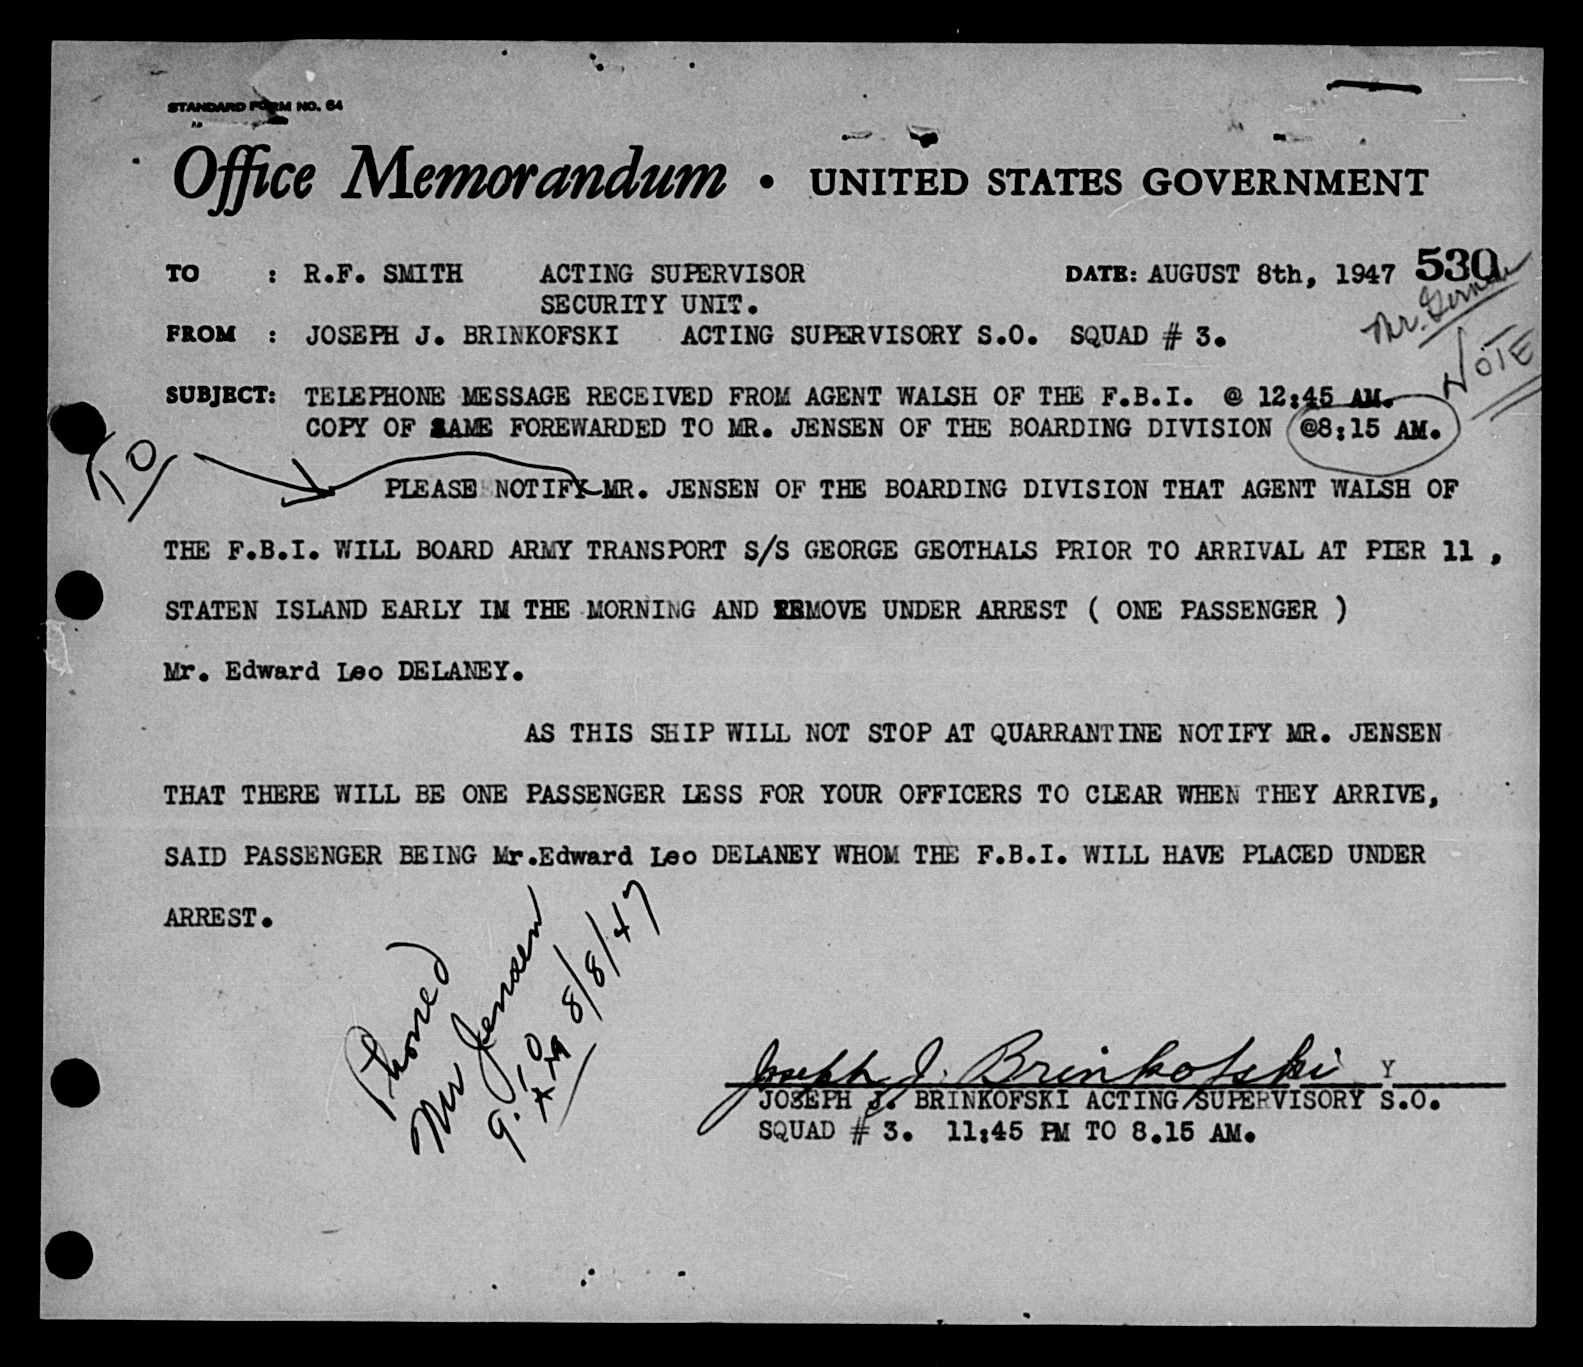 STANDARD FORM NO. 64
Office Memorandum • UNITED STATES GOVERNMENT
TO : R.F. SMITH ACTING SUPERVISOR DATE: AUGUST 8th, 1947 530
SECURITY UNIT.
FROM : JOSEPH J. BRINKOFSKI ACTING SUPERVISORY S.O. SQUAD # 3.
Mr.
NOTE
SUBJECT: TELEPHONE MESSAGE RECEIVED FROM AGENT WALSH OF THE F.B.I. @ 12:45 AM.
COPY OF SAME FOREWARDED TO MR. JENSEN OF THE BOARDING DIVISION @8:15 AM.
TO
PLEASE NOTIFY MR. JENSEN OF THE BOARDING DIVISION THAT AGENT WALSH OF
THE F.B.I. WILL BOARD ARMY TRANSPORT S/S GEORGE GEOTHALS PRIOR TO ARRIVAL AT PIER 11 ,
STATEN ISLAND EARLY IM THE MORNING AND REMOVE UNDER ARREST ( ONE PASSENGER )
Mr. Edward Leo DELANEY.
AS THIS SHIP WILL NOT STOP AT QUARRANTINE NOTIFY MR. JENSEN
THAT THERE WILL BE ONE PASSENGER LESS FOR YOUR OFFICERS TO CLEAR WHEN THEY ARRIVE,
SAID PASSENGER BEING Mr.Edward Leo DELANEY WHOM THE F.B.I. WILL HAVE PLACED UNDER
ARREST.
Phoned
Mr Jensen
9:10 AM 8/8/47
Joseph J. Brinkofski Y
JOSEPH J. BRINKOFSKI ACTING SUPERVISORY S.O.
SQUAD # 3. 11:45 PM TO 8.15 AM.